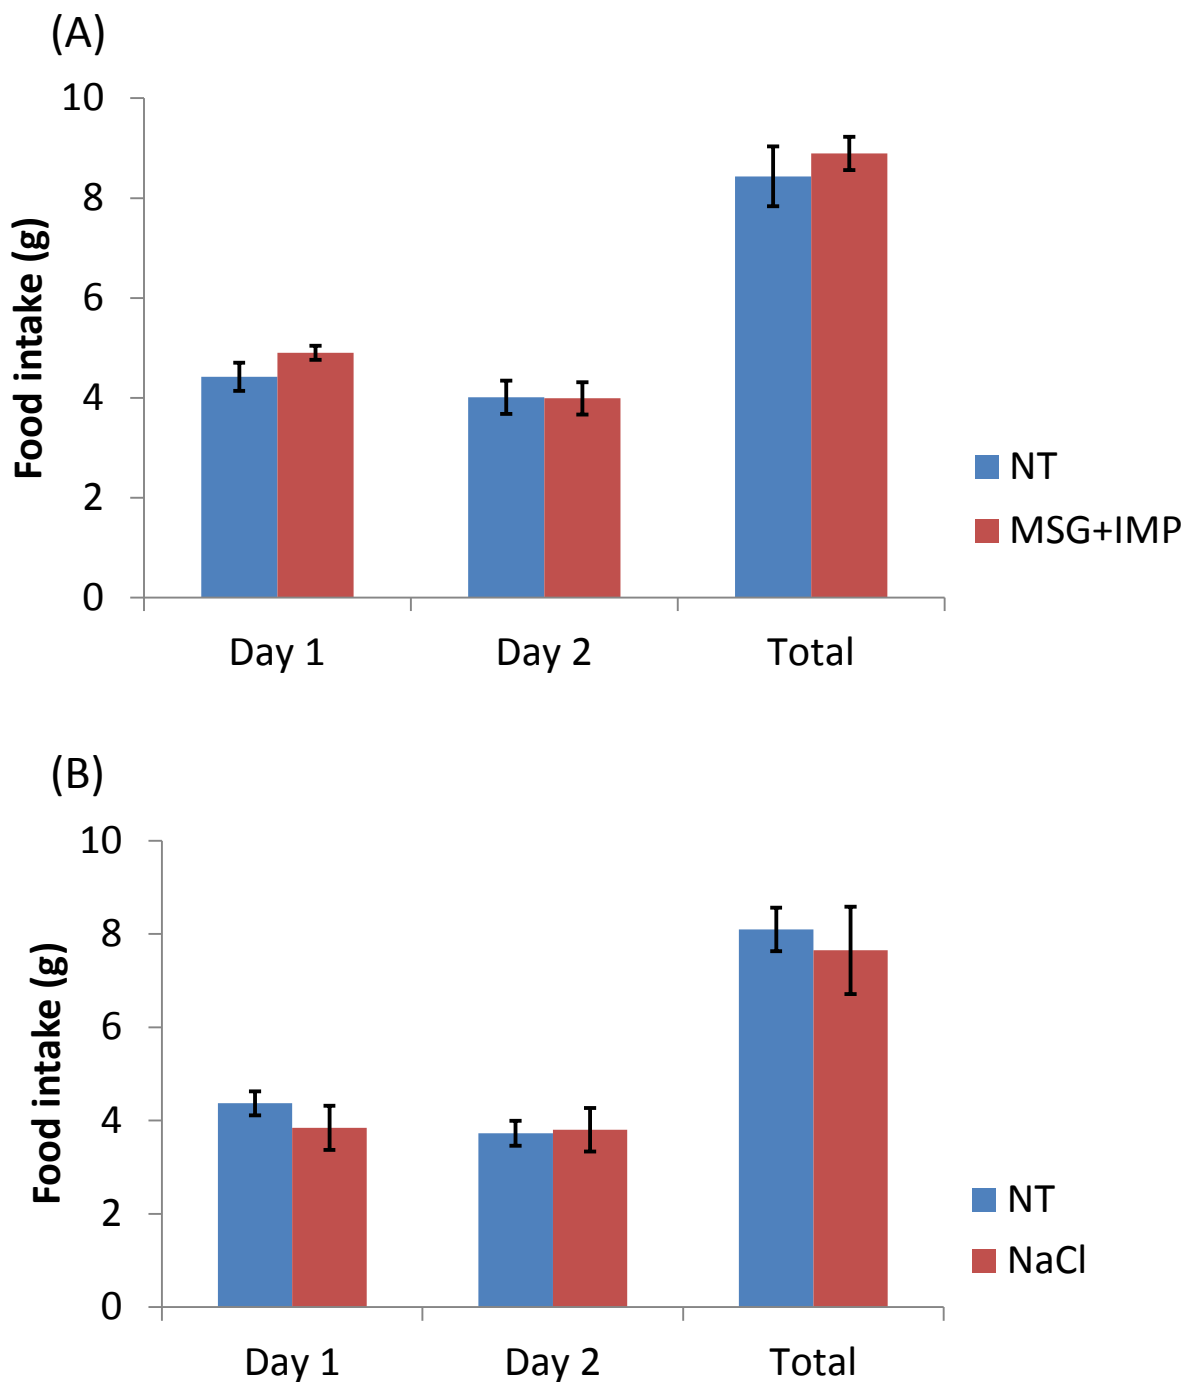 (A)
10
8
6
4
2
0
Food intake (g)
Day 1 Day 2 Total
NT
MSG+IMP
(B)
10
8
6
4
2
0
Food intake (g)
Day 1 Day 2 Total
NT
NaCl